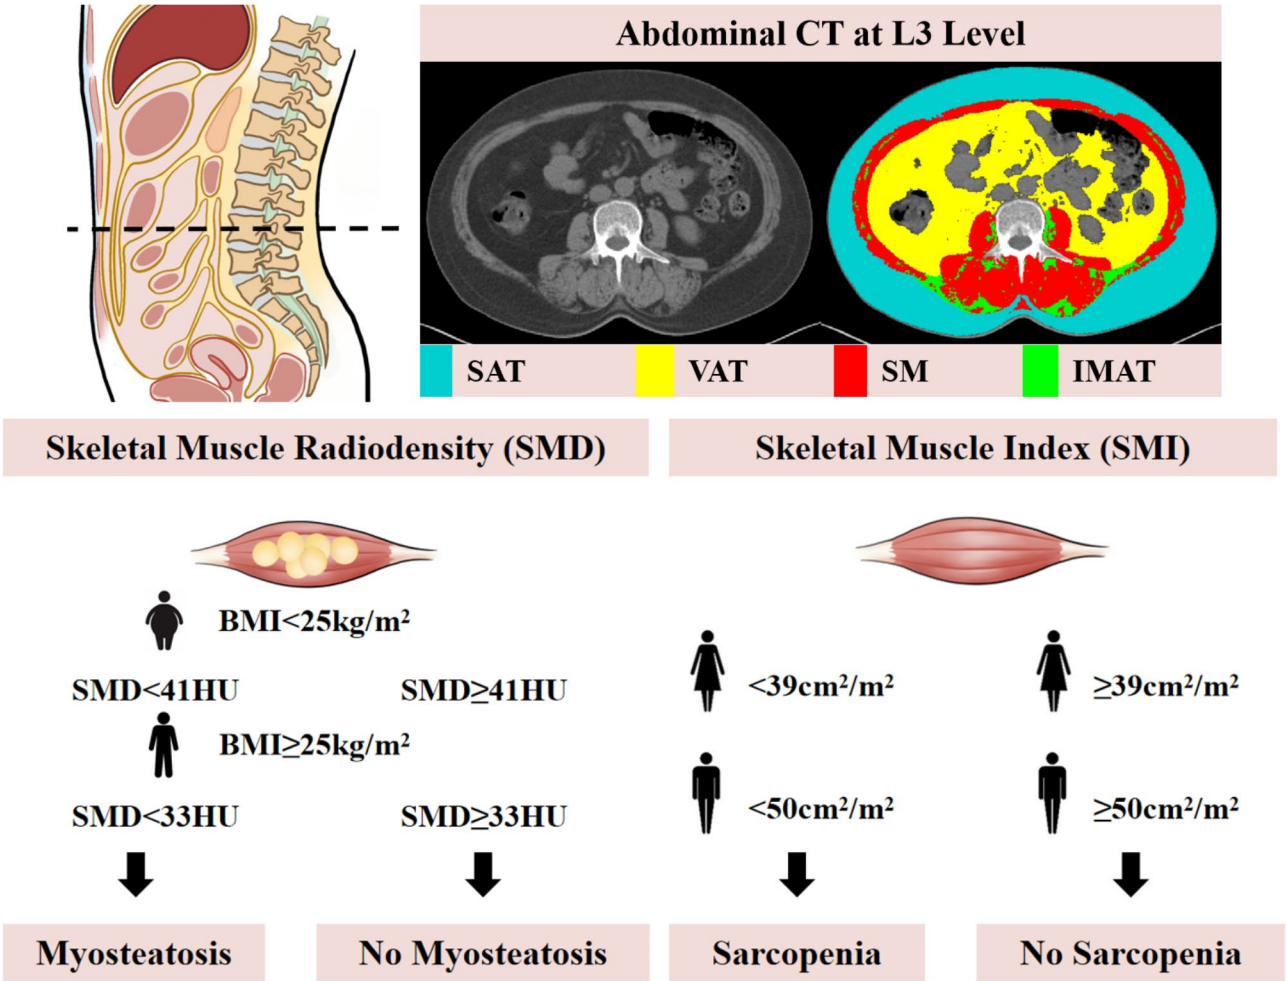 Abdominal CT at L3 Level
SAT VAT SM IMAT
Skeletal Muscle Radiodensity (SMD)
BMI<25kg/m²
SMD<41HU SMD≥41HU
BMI≥25kg/m²
SMD<33HU SMD≥33HU
Myosteatosis No Myosteatosis
Skeletal Muscle Index (SMI)
<39cm²/m² ≥39cm²/m²
<50cm²/m² ≥50cm²/m²
Sarcopenia No Sarcopenia